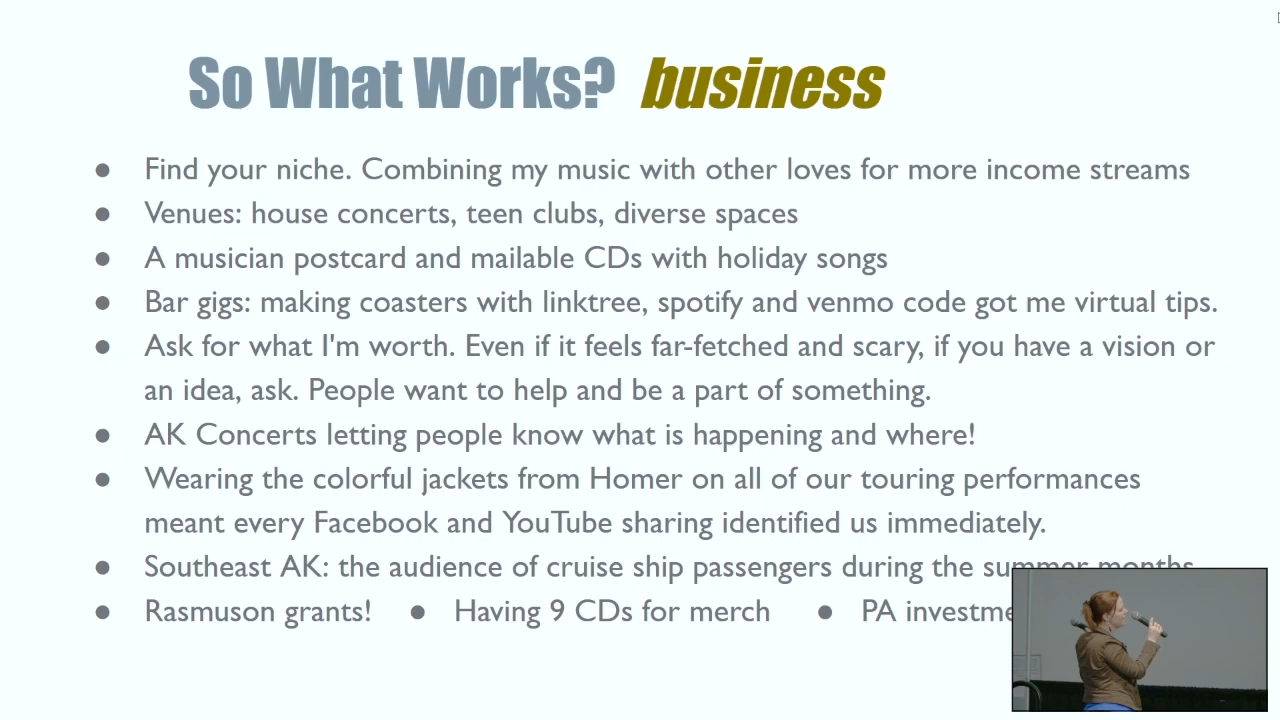 So What Works? business
● Find your niche. Combining my music with other loves for more income streams
● Venues: house concerts, teen clubs, diverse spaces
● A musician postcard and mailable CDs with holiday songs
● Bar gigs: making coasters with linktree, spotify and venmo code got me virtual tips.
● Ask for what I'm worth. Even if it feels far-fetched and scary, if you have a vision or
an idea, ask. People want to help and be a part of something.
● AK Concerts letting people know what is happening and where!
● Wearing the colorful jackets from Homer on all of our touring performances
meant every Facebook and YouTube sharing identified us immediately.
● Southeast AK: the audience of cruise ship passengers during the summer months
● Rasmuson grants! ● Having 9 CDs for merch ● PA